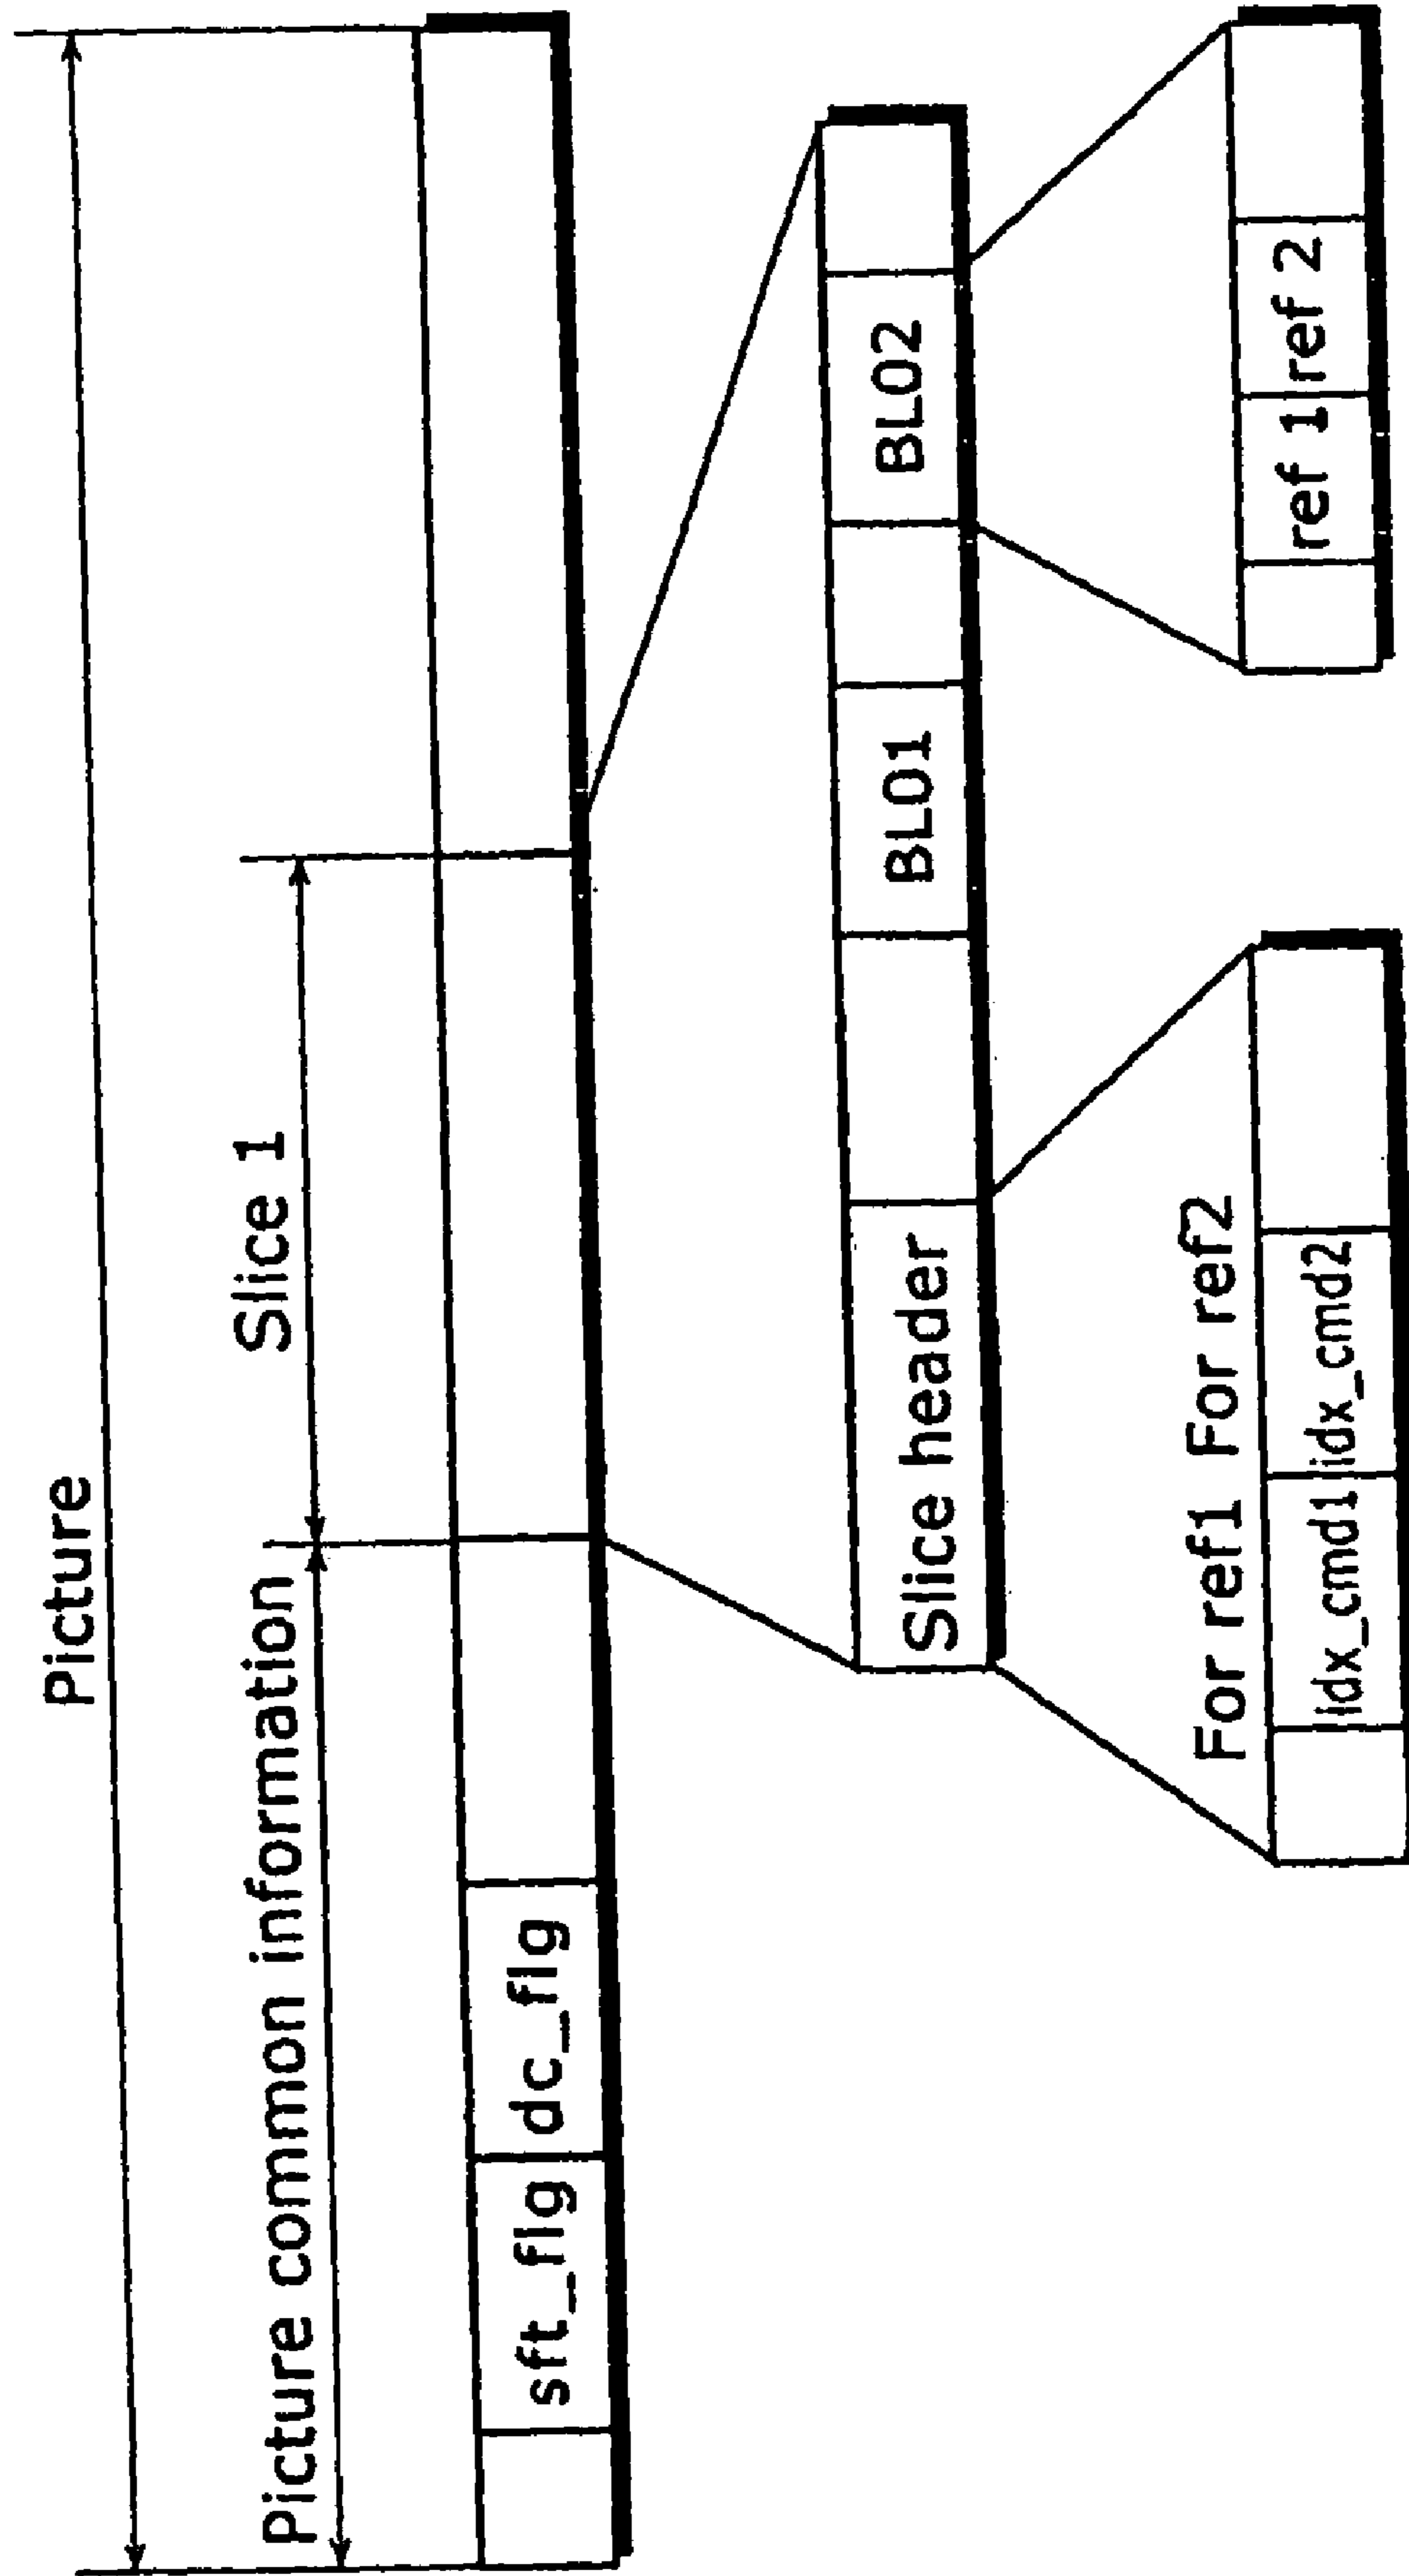 Picture
Picture common information
Slice 1
sft_flg
dc_flg
Slice header
BL01
BL02
For ref1 For ref2
idx_cmd1
idx_cmd2
ref 1
ref 2